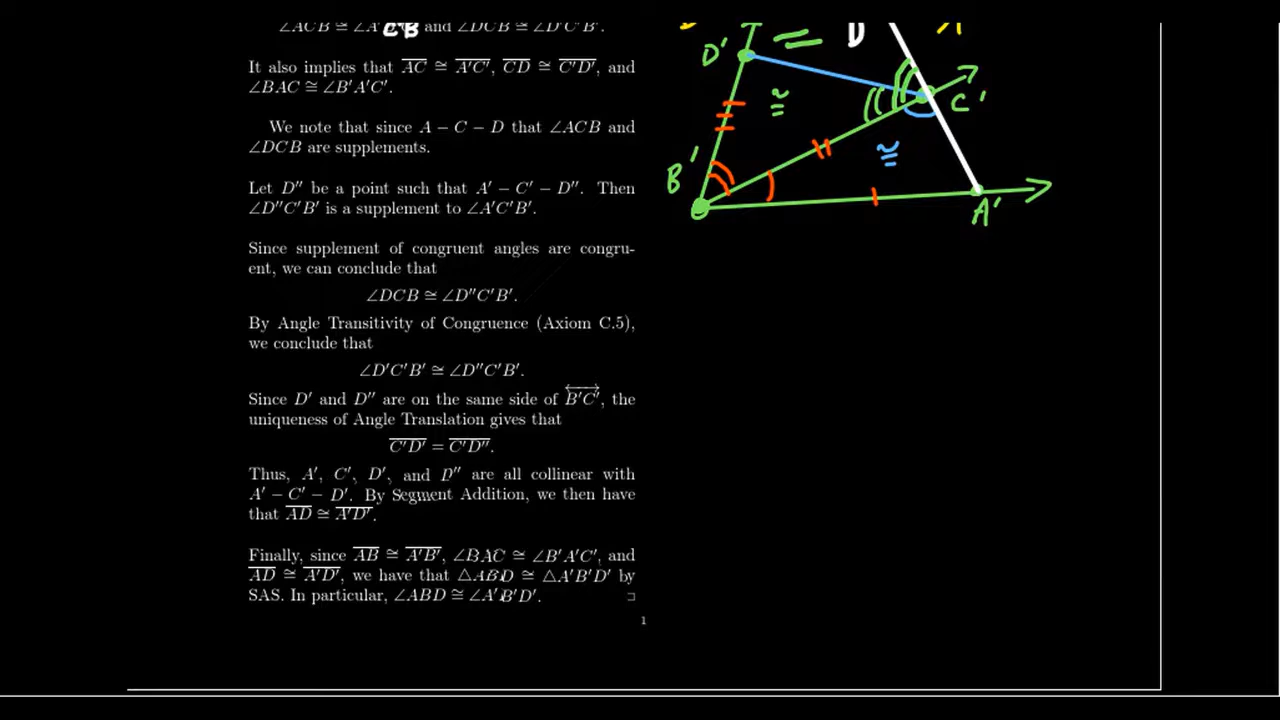 ∠ACB ≅ ∠A' CB and ∠DCB ≅ ∠D'C'B'.
It also implies that AC ≅ A'C', CD ≅ C'D', and
∠BAC ≅ ∠B'A'C'.
We note that since A − C − D that ∠ACB and
∠DCB are supplements.
Let D'' be a point such that A' − C' − D''. Then
∠D''C'B' is a supplement to ∠A'C'B'.
Since supplement of congruent angles are congru-
ent, we can conclude that
∠DCB ≅ ∠D''C'B'.
By Angle Transitivity of Congruence (Axiom C.5),
we conclude that
∠D'C'B' ≅ ∠D''C'B'.
Since D' and D'' are on the same side of B'C', the
uniqueness of Angle Translation gives that
C'D' = C'D''.
Thus, A', C', D', and D'' are all collinear with
A' − C' − D'. By Segment Addition, we then have
that AD ≅ A'D'.
Finally, since AB ≅ A'B', ∠BAC ≅ ∠B'A'C', and
AD ≅ A'D', we have that △ABD ≅ △A'B'D' by
SAS. In particular, ∠ABD ≅ ∠A'B'D'. □
1
D' = D
≅ C'
≅
B'
A'